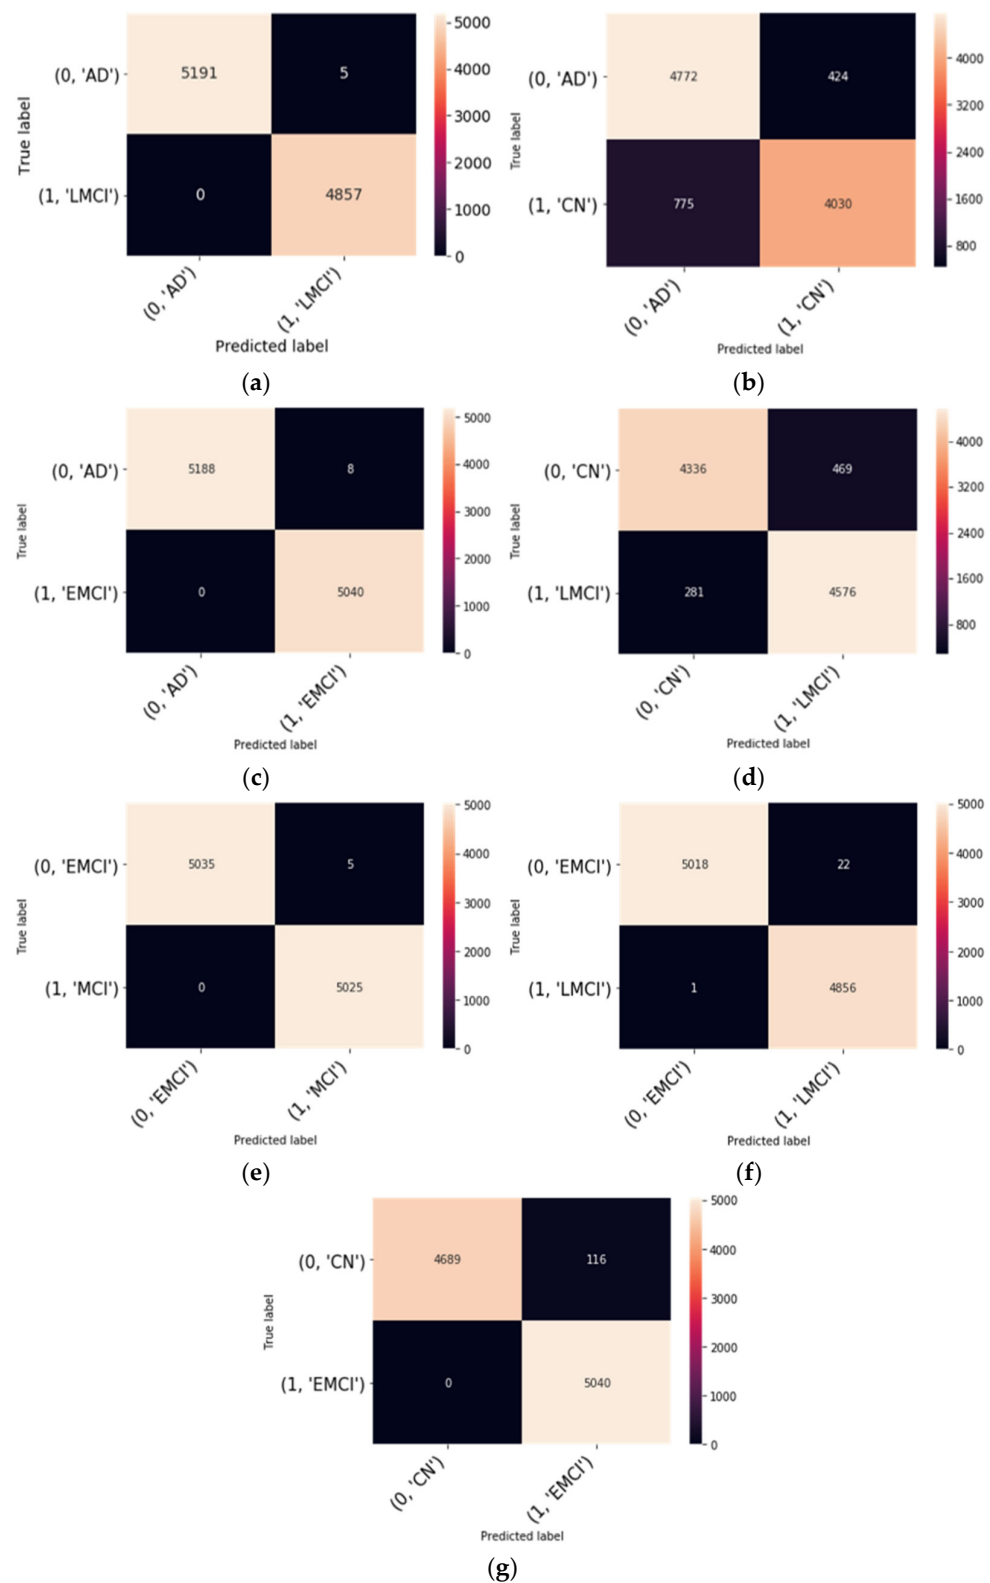 (0, 'AD')
5191
5
(1, 'LMCI')
0
4857
True label
(0, 'AD')
(1, 'LMCI')
Predicted label
5000
4000
3000
2000
1000
0
(a)
(0, 'AD')
4772
424
(1, 'CN')
775
4030
True label
(0, 'AD')
(1, 'CN')
Predicted label
4000
3200
2400
1600
800
(b)
(0, 'AD')
5188
8
(1, 'EMCI')
0
5040
True label
(0, 'AD')
(1, 'EMCI')
Predicted label
5000
4000
3000
2000
1000
0
(c)
(0, 'CN')
4336
469
(1, 'LMCI')
281
4576
True label
(0, 'CN')
(1, 'LMCI')
Predicted label
4000
3200
2400
1600
800
(d)
(0, 'EMCI')
5035
5
(1, 'MCI')
0
5025
True label
(0, 'EMCI')
(1, 'MCI')
Predicted label
5000
4000
3000
2000
1000
0
(e)
(0, 'EMCI')
5018
22
(1, 'LMCI')
1
4856
True label
(0, 'EMCI')
(1, 'LMCI')
Predicted label
5000
4000
3000
2000
1000
0
(f)
(0, 'CN')
4689
116
(1, 'EMCI')
0
5040
True label
(0, 'CN')
(1, 'EMCI')
Predicted label
5000
4000
3000
2000
1000
0
(g)